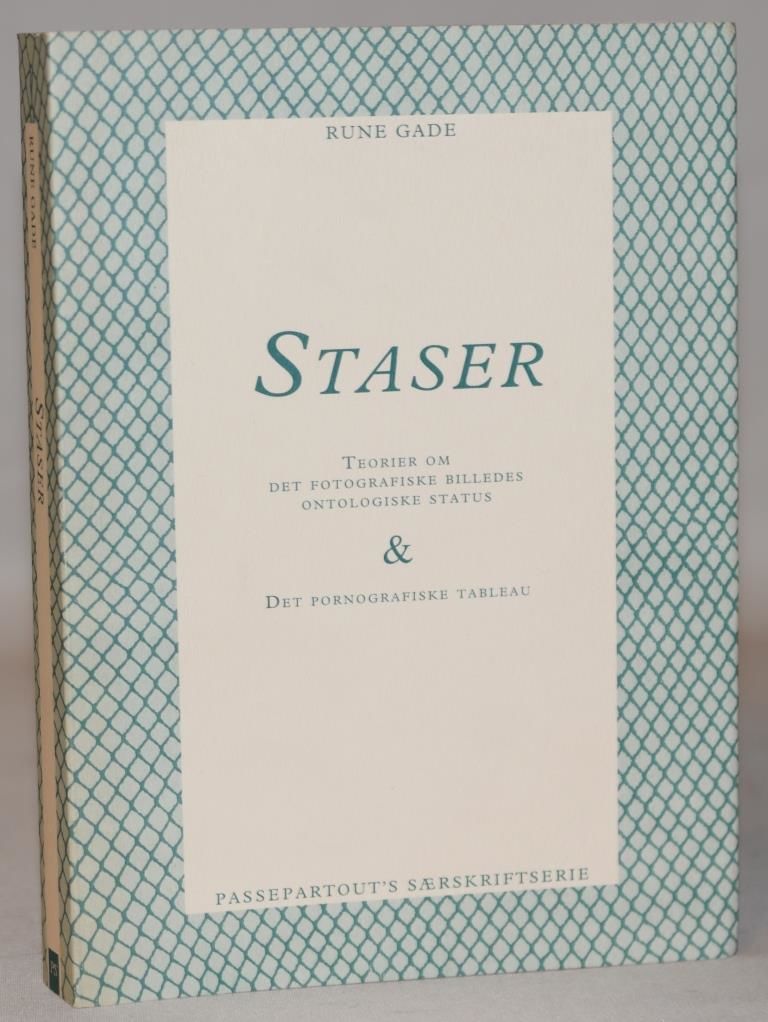 RUNE GADE
STASER
TEORIER OM
DET FOTOGRAFISKE BILLEDES
ONTOLOGISKE STATUS
&
DET PORNOGRAFISKE TABLEAU
PASSEPARTOUT'S SÆRSKRIFTSERIE
RUNE GADE
STASER